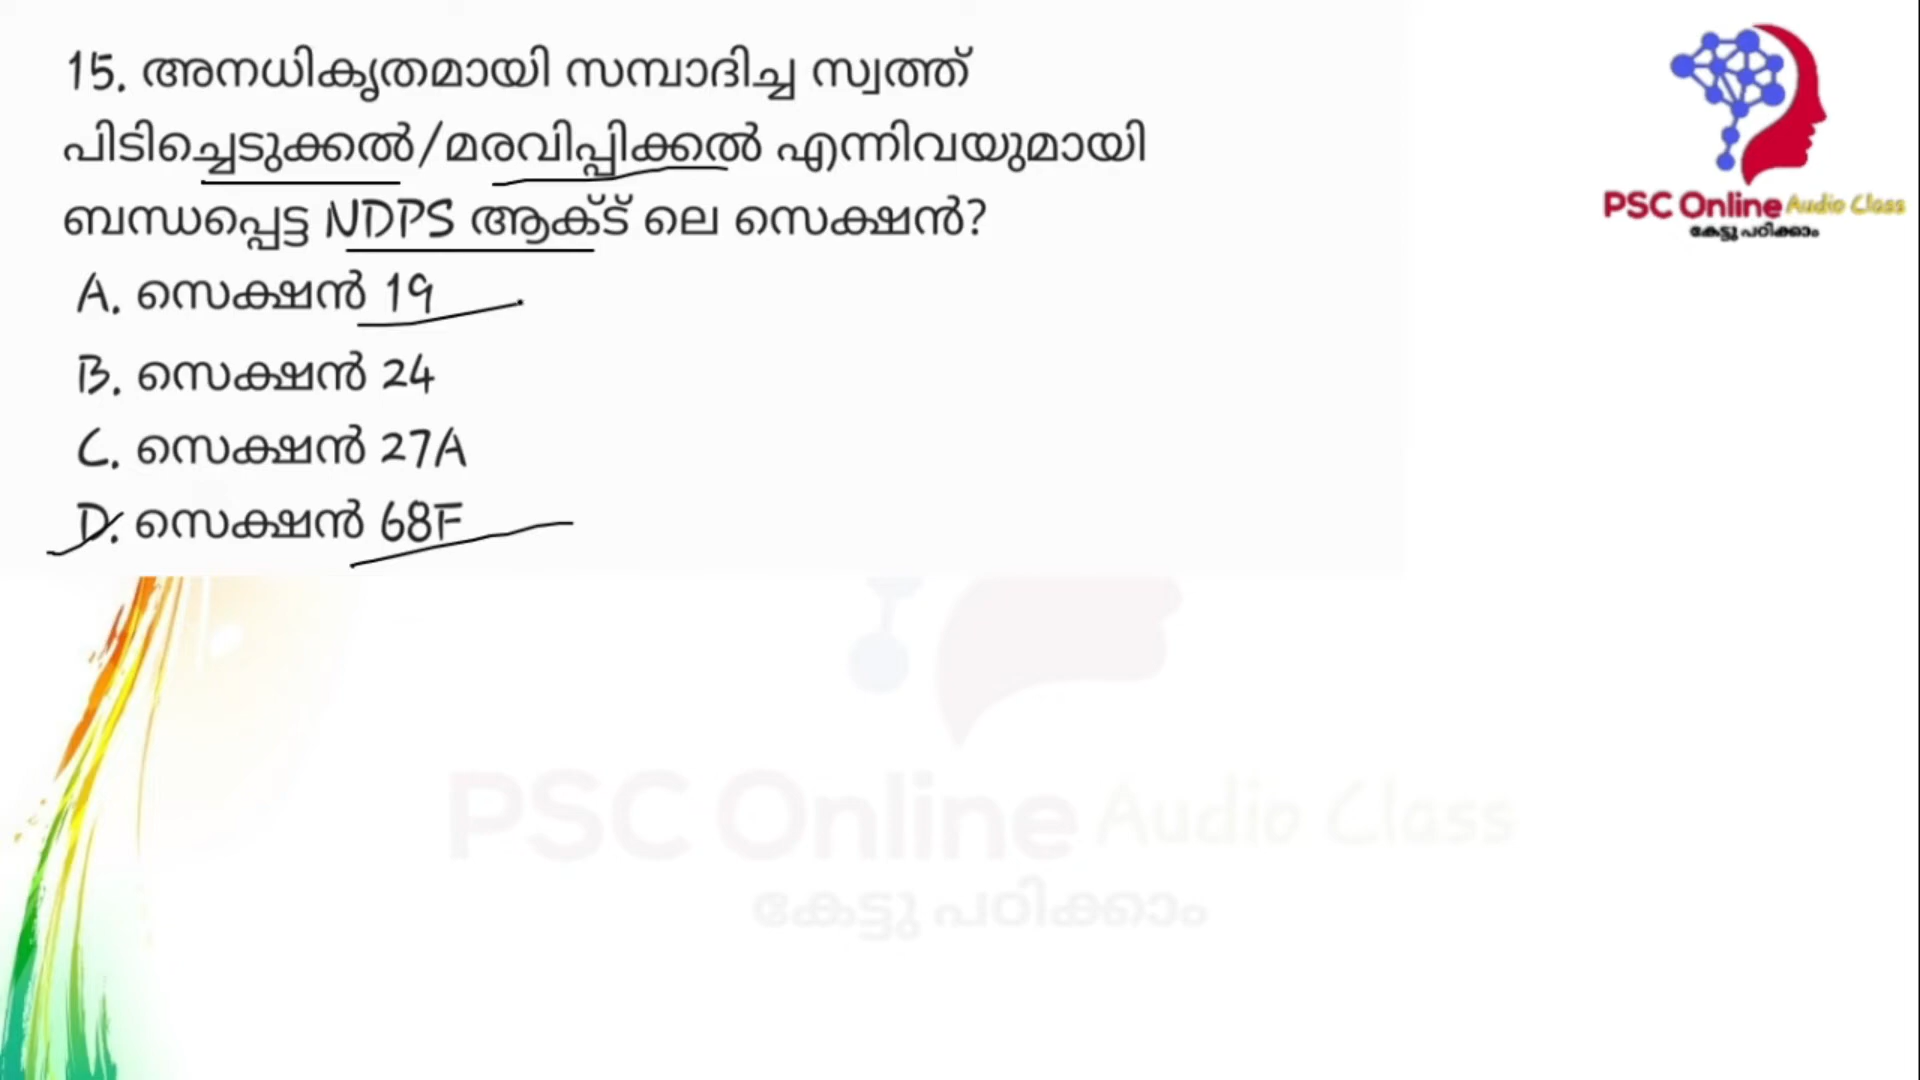 15. അനധികൃതമായി സമ്പാദിച്ച സ്വത്ത്
പിടിച്ചെടുക്കൽ/മരവിപ്പിക്കൽ എന്നിവയുമായി
ബന്ധപ്പെട്ട NDPS ആക്ട് ലെ സെക്ഷൻ?
A. സെക്ഷൻ 19
B. സെക്ഷൻ 24
C. സെക്ഷൻ 27A
D. സെക്ഷൻ 68F
PSC Online Audio Class
കേട്ടു പഠിക്കാം
PSC Online Audio Class
കേട്ടു പഠിക്കാം